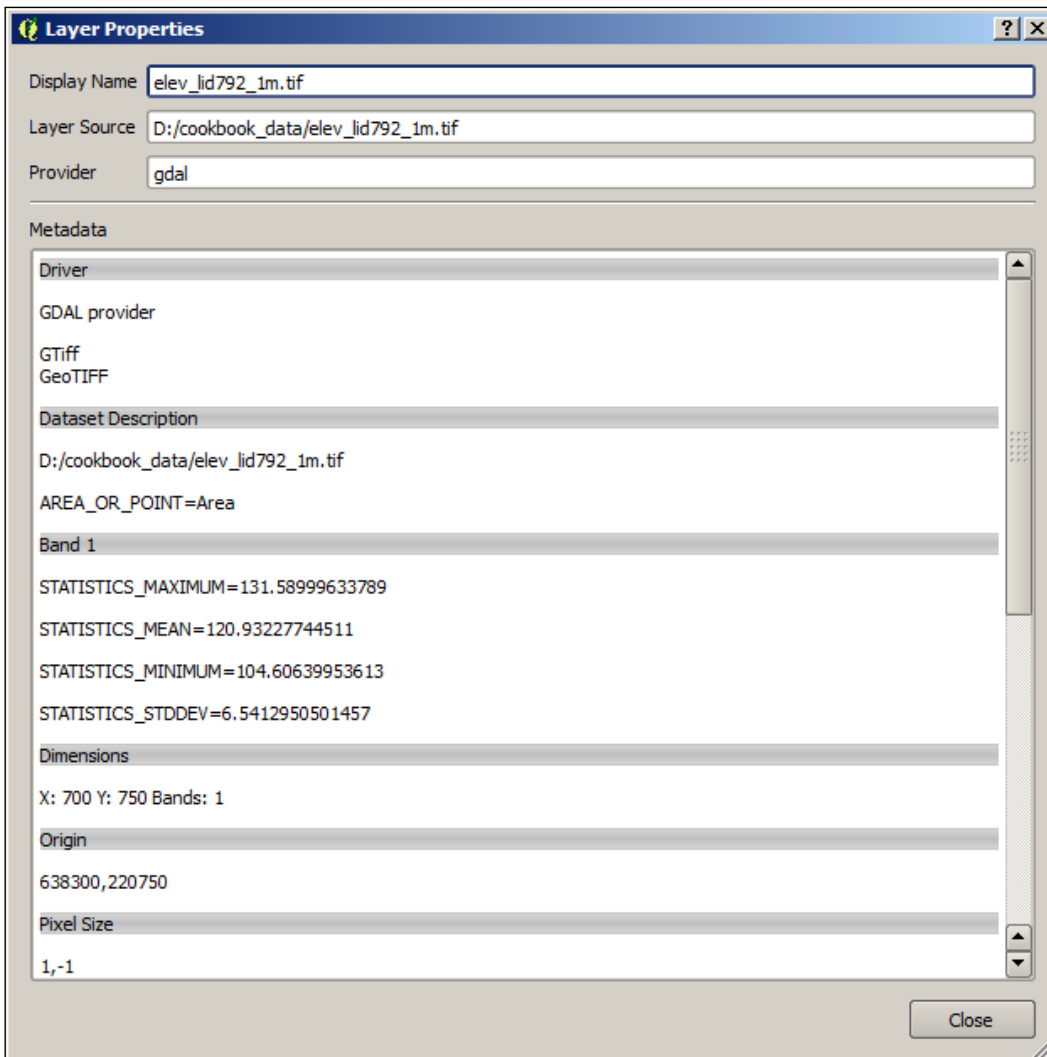 Layer Properties
Display Name elev_lid792_1m.tif
Layer Source D:/cookbook_data/elev_lid792_1m.tif
Provider gdal
Metadata
Driver
GDAL provider
GTiff
GeoTIFF
Dataset Description
D:/cookbook_data/elev_lid792_1m.tif
AREA_OR_POINT=Area
Band 1
STATISTICS_MAXIMUM=131.58999633789
STATISTICS_MEAN=120.93227744511
STATISTICS_MINIMUM=104.60639953613
STATISTICS_STDDEV=6.5412950501457
Dimensions
X: 700 Y: 750 Bands: 1
Origin
638300,220750
Pixel Size
1,-1
Close